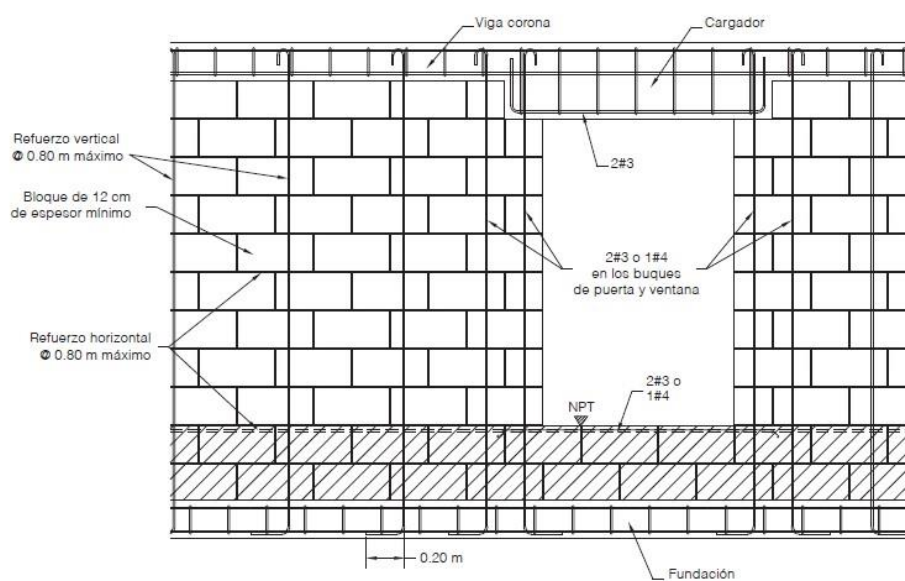 Viga corona
Cargador
Refuerzo vertical
@ 0.80 m máximo
2#3
Bloque de 12 cm
de espesor mínimo
2#3 o 1#4
en los buques
de puerta y ventana
Refuerzo horizontal
@ 0.80 m máximo
2#3 o
1#4
NPT
0.20 m
Fundación